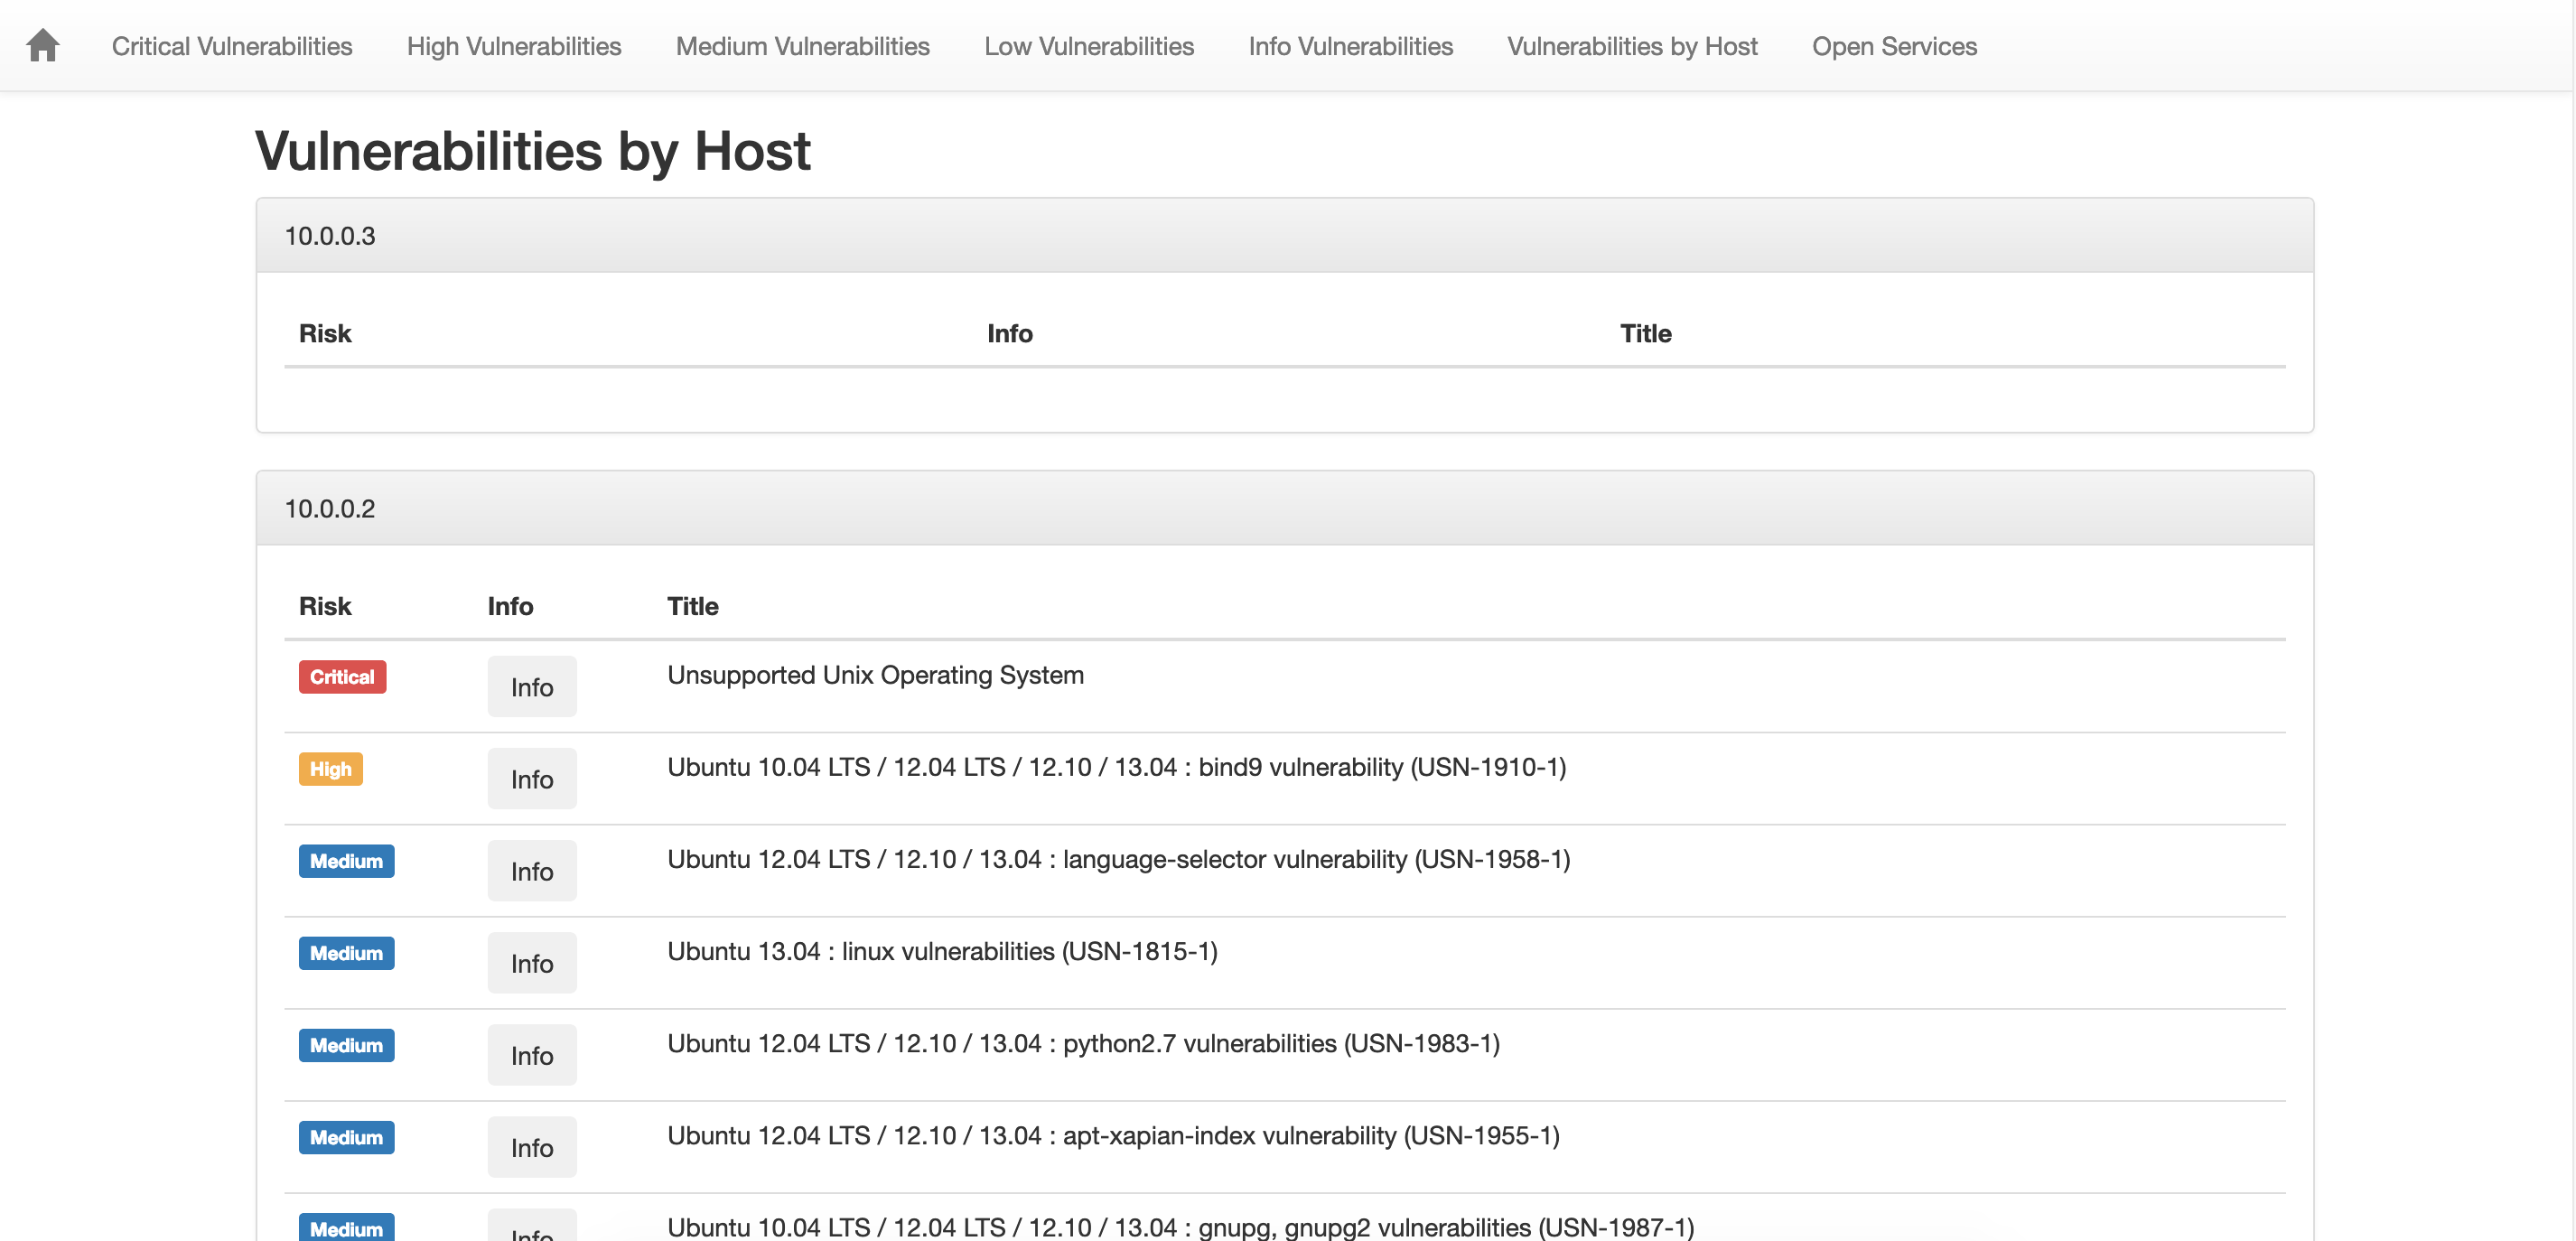 Critical Vulnerabilities High Vulnerabilities Medium Vulnerabilities Low Vulnerabilities Info Vulnerabilities Vulnerabilities by Host Open Services
Vulnerabilities by Host
10.0.0.3
Risk Info Title
10.0.0.2
Risk Info Title
Critical Info Unsupported Unix Operating System
High Info Ubuntu 10.04 LTS / 12.04 LTS / 12.10 / 13.04 : bind9 vulnerability (USN-1910-1)
Medium Info Ubuntu 12.04 LTS / 12.10 / 13.04 : language-selector vulnerability (USN-1958-1)
Medium Info Ubuntu 13.04 : linux vulnerabilities (USN-1815-1)
Medium Info Ubuntu 12.04 LTS / 12.10 / 13.04 : python2.7 vulnerabilities (USN-1983-1)
Medium Info Ubuntu 12.04 LTS / 12.10 / 13.04 : apt-xapian-index vulnerability (USN-1955-1)
Medium Info Ubuntu 10.04 LTS / 12.04 LTS / 12.10 / 13.04 : gnupg, gnupg2 vulnerabilities (USN-1987-1)